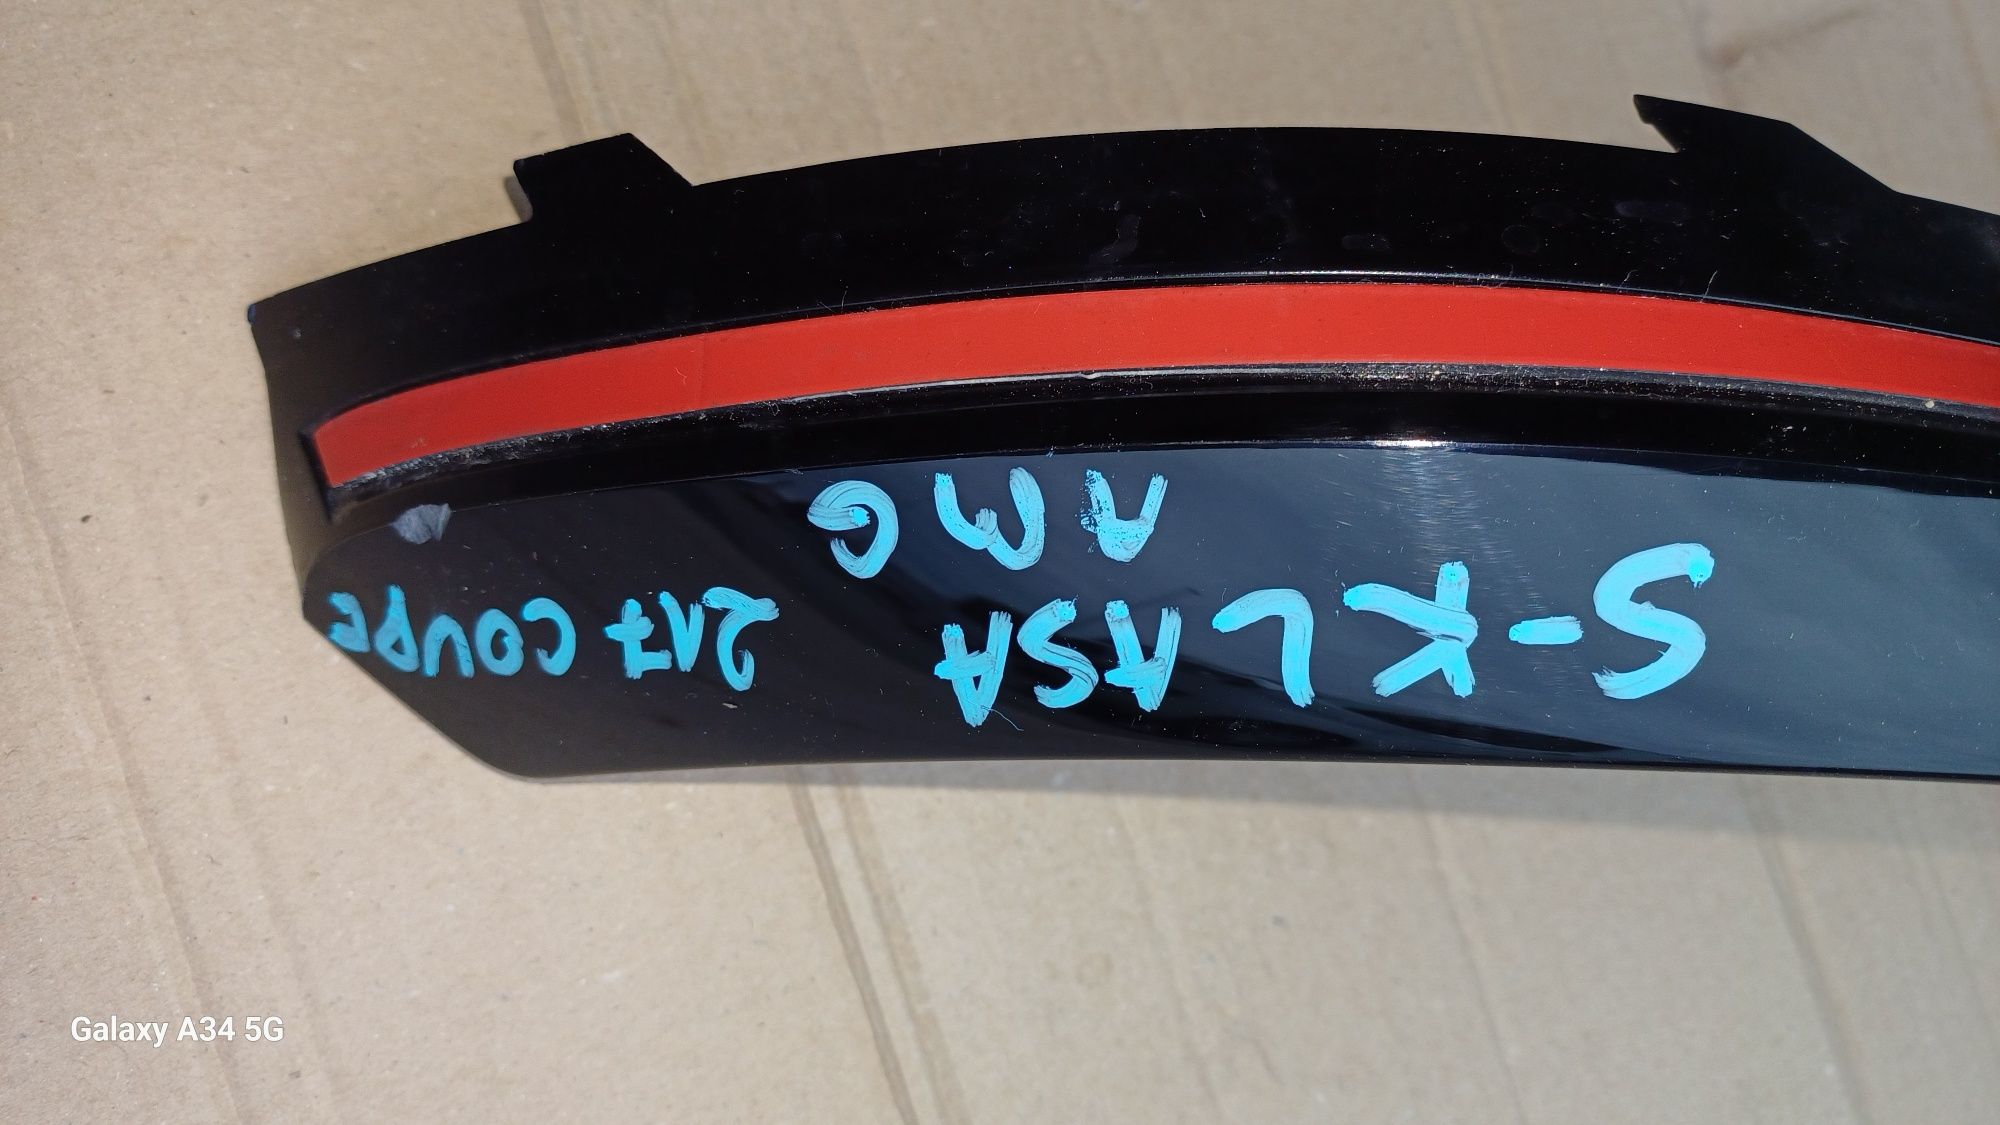 S-KLASA 217 COUPE
AMG
Galaxy A34 5G